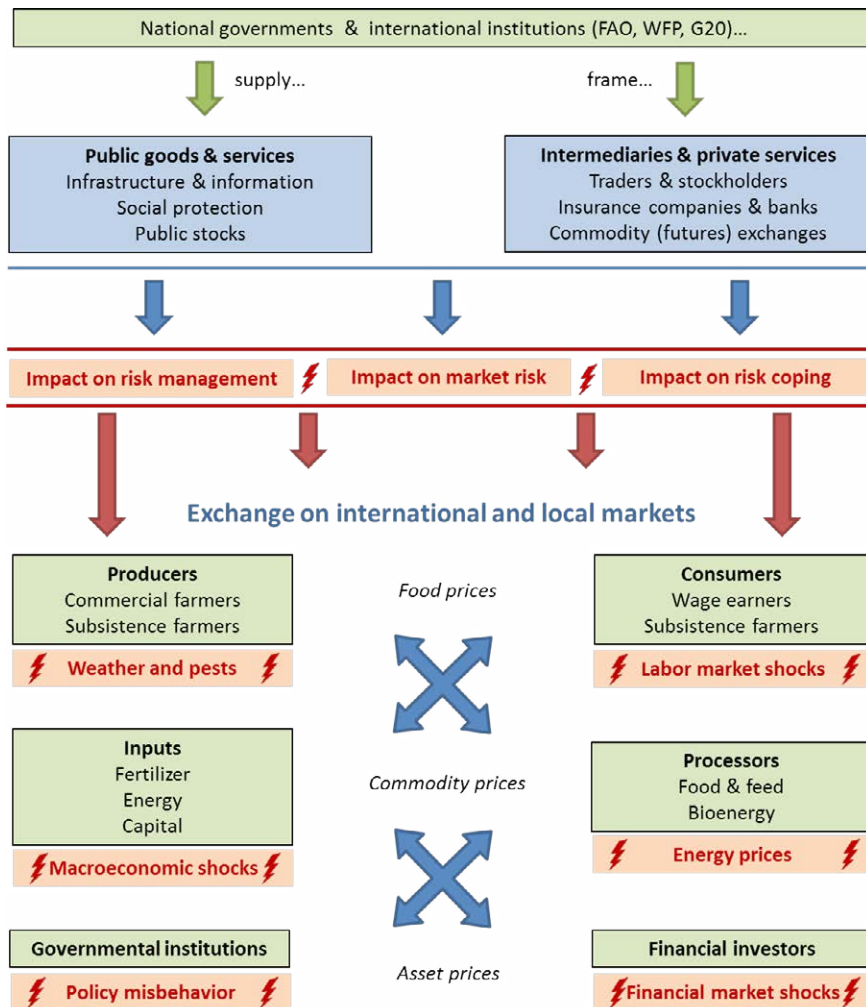 National governments & international institutions (FAO, WFP, G20)...
supply...
frame...
Public goods & services
Infrastructure & information
Social protection
Public stocks
Intermediaries & private services
Traders & stockholders
Insurance companies & banks
Commodity (futures) exchanges
Impact on risk management
Impact on market risk
Impact on risk coping
Exchange on international and local markets
Producers
Commercial farmers
Subsistence farmers
Weather and pests
Food prices
Consumers
Wage earners
Subsistence farmers
Labor market shocks
Inputs
Fertilizer
Energy
Capital
Macroeconomic shocks
Commodity prices
Processors
Food & feed
Bioenergy
Energy prices
Governmental institutions
Policy misbehavior
Asset prices
Financial investors
Financial market shocks